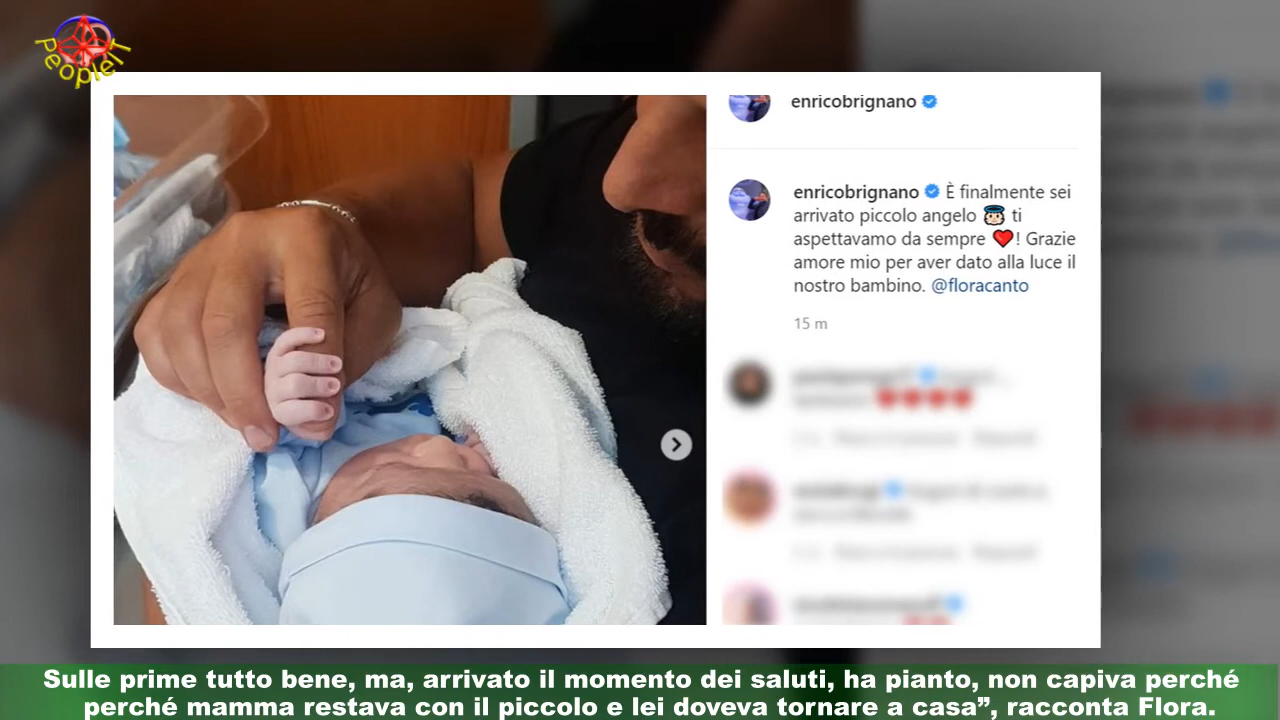 PeopleIT
enricobrignano
enricobrignano È finalmente sei
arrivato piccolo angelo 👼 ti
aspettavamo da sempre ❤️! Grazie
amore mio per aver dato alla luce il
nostro bambino. @floracanto
15 m
Sulle prime tutto bene, ma, arrivato il momento dei saluti, ha pianto, non capiva perché
perché mamma restava con il piccolo e lei doveva tornare a casa”, racconta Flora.